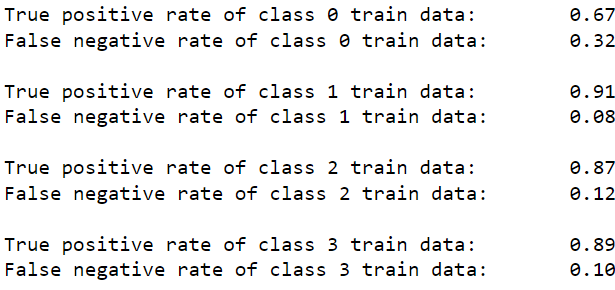 True positive rate of class 0 train data: 0.67
False negative rate of class 0 train data: 0.32
True positive rate of class 1 train data: 0.91
False negative rate of class 1 train data: 0.08
True positive rate of class 2 train data: 0.87
False negative rate of class 2 train data: 0.12
True positive rate of class 3 train data: 0.89
False negative rate of class 3 train data: 0.10